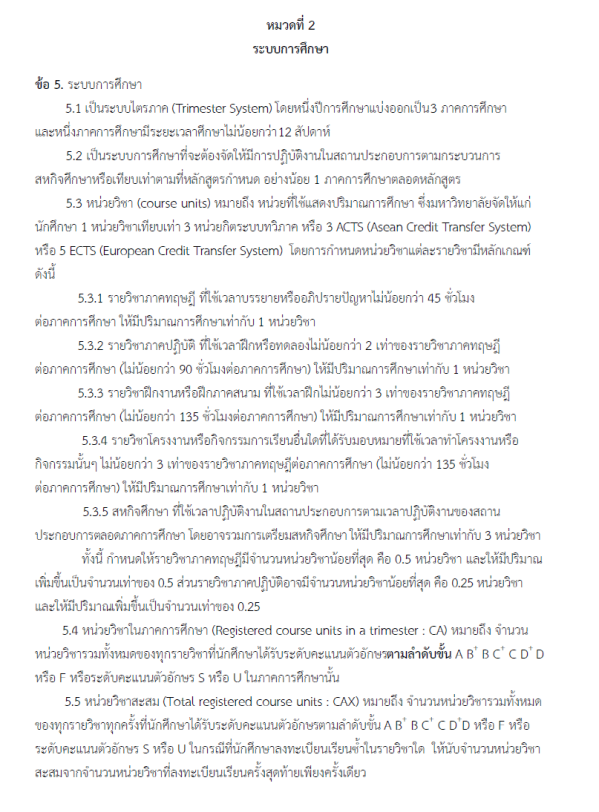 หมวดที่ 2
ระบบการศึกษา
ข้อ 5. ระบบการศึกษา
5.1 เป็นระบบไตรภาค (Trimester System) โดยหนึ่งปีการศึกษาแบ่งออกเป็น3 ภาคการศึกษา
และหนึ่งภาคการศึกษามีระยะเวลาศึกษาไม่น้อยกว่า12 สัปดาห์
5.2 เป็นระบบการศึกษาที่จะต้องจัดให้มีการปฏิบัติงานในสถานประกอบการตามกระบวนการ
สหกิจศึกษาหรือเทียบเท่าตามที่หลักสูตรกำหนด อย่างน้อย 1 ภาคการศึกษาตลอดหลักสูตร
5.3 หน่วยวิชา (course units) หมายถึง หน่วยที่ใช้แสดงปริมาณการศึกษา ซึ่งมหาวิทยาลัยจัดให้แก่
นักศึกษา 1 หน่วยวิชาเทียบเท่า 3 หน่วยกิตระบบทวิภาค หรือ 3 ACTS (Asean Credit Transfer System)
หรือ 5 ECTS (European Credit Transfer System) โดยการกำหนดหน่วยวิชาแต่ละรายวิชามีหลักเกณฑ์
ดังนี้
5.3.1 รายวิชาภาคทฤษฎี ที่ใช้เวลาบรรยายหรืออภิปรายปัญหาไม่น้อยกว่า 45 ชั่วโมง
ต่อภาคการศึกษา ให้มีปริมาณการศึกษาเท่ากับ 1 หน่วยวิชา
5.3.2 รายวิชาภาคปฏิบัติ ที่ใช้เวลาฝึกหรือทดลองไม่น้อยกว่า 2 เท่าของรายวิชาภาคทฤษฎี
ต่อภาคการศึกษา (ไม่น้อยกว่า 90 ชั่วโมงต่อภาคการศึกษา) ให้มีปริมาณการศึกษาเท่ากับ 1 หน่วยวิชา
5.3.3 รายวิชาฝึกงานหรือฝึกภาคสนาม ที่ใช้เวลาฝึกไม่น้อยกว่า 3 เท่าของรายวิชาภาคทฤษฎี
ต่อภาคการศึกษา (ไม่น้อยกว่า 135 ชั่วโมงต่อภาคการศึกษา) ให้มีปริมาณการศึกษาเท่ากับ 1 หน่วยวิชา
5.3.4 รายวิชาโครงงานหรือกิจกรรมการเรียนอื่นใดที่ได้รับมอบหมายที่ใช้เวลาทำโครงงานหรือ
กิจกรรมนั้นๆ ไม่น้อยกว่า 3 เท่าของรายวิชาภาคทฤษฎีต่อภาคการศึกษา (ไม่น้อยกว่า 135 ชั่วโมง
ต่อภาคการศึกษา) ให้มีปริมาณการศึกษาเท่ากับ 1 หน่วยวิชา
5.3.5 สหกิจศึกษา ที่ใช้เวลาปฏิบัติงานในสถานประกอบการตามเวลาปฏิบัติงานของสถาน
ประกอบการตลอดภาคการศึกษา โดยอาจรวมการเตรียมสหกิจศึกษา ให้มีปริมาณการศึกษาเท่ากับ 3 หน่วยวิชา
ทั้งนี้ กำหนดให้รายวิชาภาคทฤษฎีมีจำนวนหน่วยวิชาน้อยที่สุด คือ 0.5 หน่วยวิชา และให้มีปริมาณ
เพิ่มขึ้นเป็นจำนวนเท่าของ 0.5 ส่วนรายวิชาภาคปฏิบัติอาจมีจำนวนหน่วยวิชาน้อยที่สุด คือ 0.25 หน่วยวิชา
และให้มีปริมาณเพิ่มขึ้นเป็นจำนวนเท่าของ 0.25
5.4 หน่วยวิชาในภาคการศึกษา (Registered course units in a trimester : CA) หมายถึง จำนวน
หน่วยวิชารวมทั้งหมดของทุกรายวิชาที่นักศึกษาได้รับระดับคะแนนตัวอักษรตามลำดับขั้น A B⁺ B C⁺ C D⁺ D
หรือ F หรือระดับคะแนนตัวอักษร S หรือ U ในภาคการศึกษานั้น
5.5 หน่วยวิชาสะสม (Total registered course units : CAX) หมายถึง จำนวนหน่วยวิชารวมทั้งหมด
ของทุกรายวิชาทุกครั้งที่นักศึกษาได้รับระดับคะแนนตัวอักษรตามลำดับขั้น A B⁺ B C⁺ C D⁺D หรือ F หรือ
ระดับคะแนนตัวอักษร S หรือ U ในกรณีที่นักศึกษาลงทะเบียนเรียนซ้ำในรายวิชาใด ให้นับจำนวนหน่วยวิชา
สะสมจากจำนวนหน่วยวิชาที่ลงทะเบียนเรียนครั้งสุดท้ายเพียงครั้งเดียว